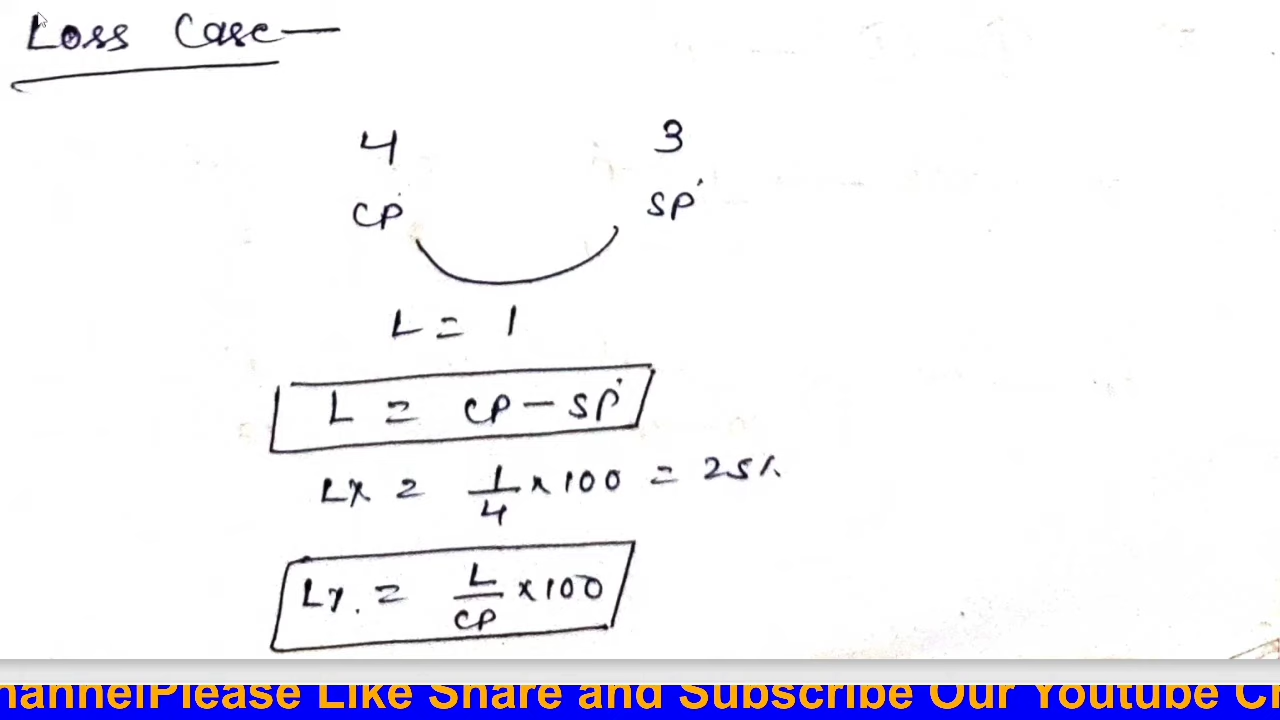 Loss Case—
4 3
CP SP
L = 1
L = CP - SP
L% = 1/4 × 100 = 25%
L% = L/CP × 100
hannelPlease Like Share and Subscribe Our Youtube Ch